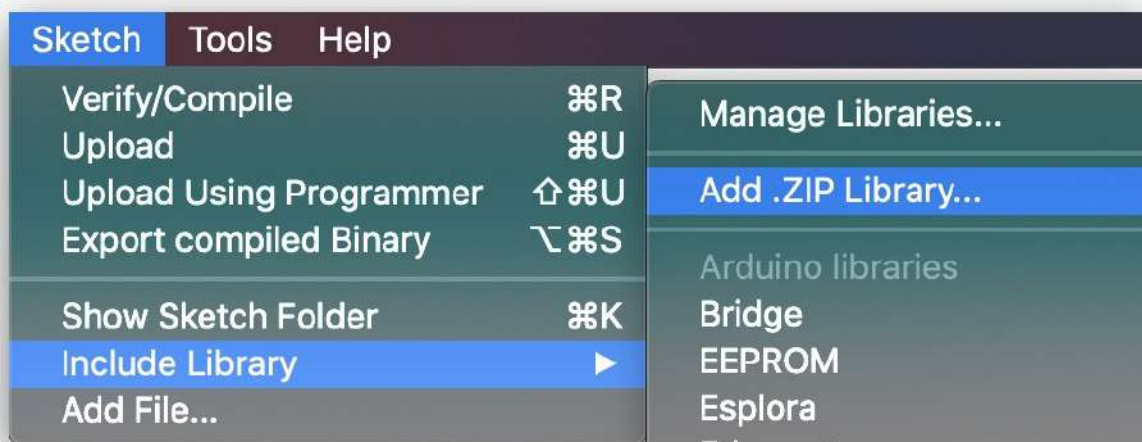 Sketch Tools Help
Verify/Compile ⌘R
Upload ⌘U
Upload Using Programmer ⇧⌘U
Export compiled Binary ⌥⌘S
Show Sketch Folder ⌘K
Include Library ▶
Add File...
Manage Libraries...
Add .ZIP Library...
Arduino libraries
Bridge
EEPROM
Esplora